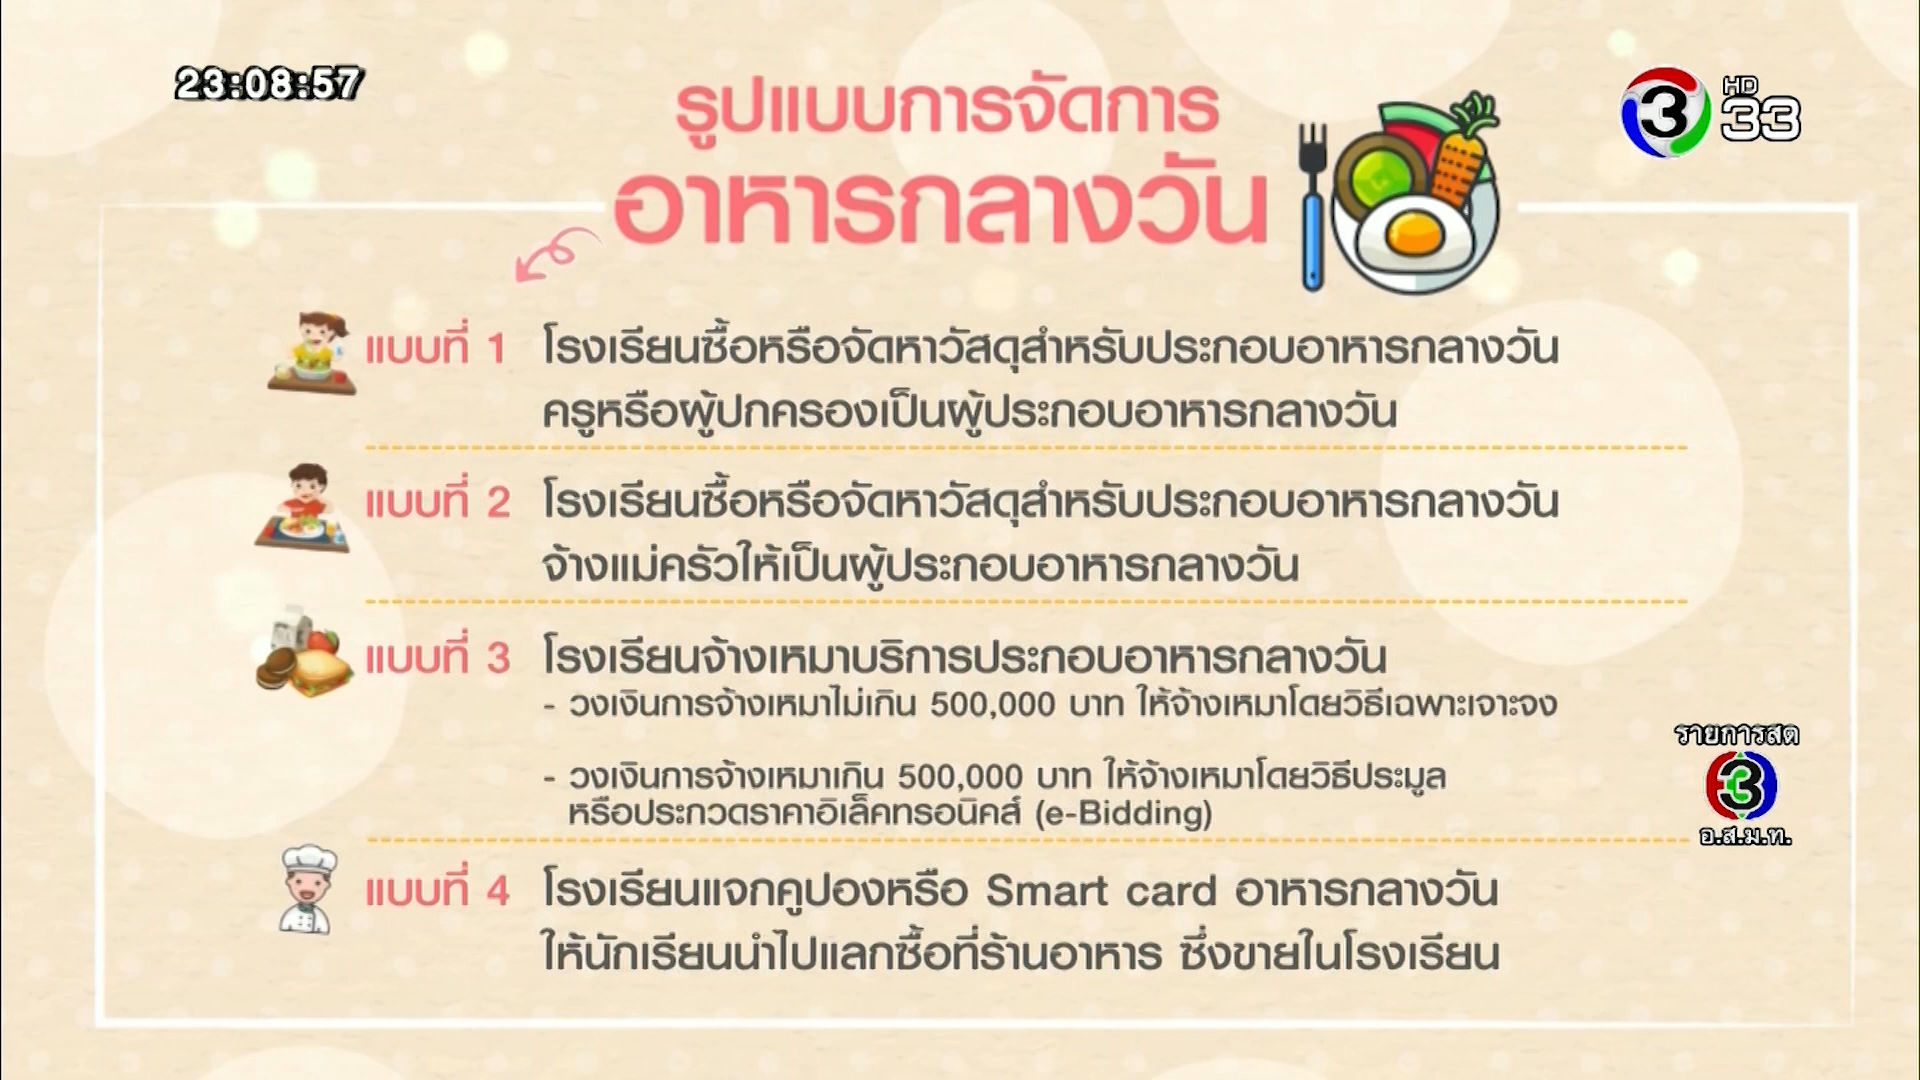 23:08:57
3 HD 33
รูปแบบการจัดการ
อาหารกลางวัน
แบบที่ 1 โรงเรียนซื้อหรือจัดหาวัสดุสำหรับประกอบอาหารกลางวัน
ครูหรือผู้ปกครองเป็นผู้ประกอบอาหารกลางวัน
แบบที่ 2 โรงเรียนซื้อหรือจัดหาวัสดุสำหรับประกอบอาหารกลางวัน
จ้างแม่ครัวให้เป็นผู้ประกอบอาหารกลางวัน
แบบที่ 3 โรงเรียนจ้างเหมาบริการประกอบอาหารกลางวัน
- วงเงินการจ้างเหมาไม่เกิน 500,000 บาท ให้จ้างเหมาโดยวิธีเฉพาะเจาะจง
- วงเงินการจ้างเหมาเกิน 500,000 บาท ให้จ้างเหมาโดยวิธีประมูล
หรือประกวดราคาอิเล็คทรอนิคส์ (e-Bidding)
แบบที่ 4 โรงเรียนแจกคูปองหรือ Smart card อาหารกลางวัน
ให้นักเรียนนำไปแลกซื้อที่ร้านอาหาร ซึ่งขายในโรงเรียน
รายการสด
3
อ.ส.ม.ท.